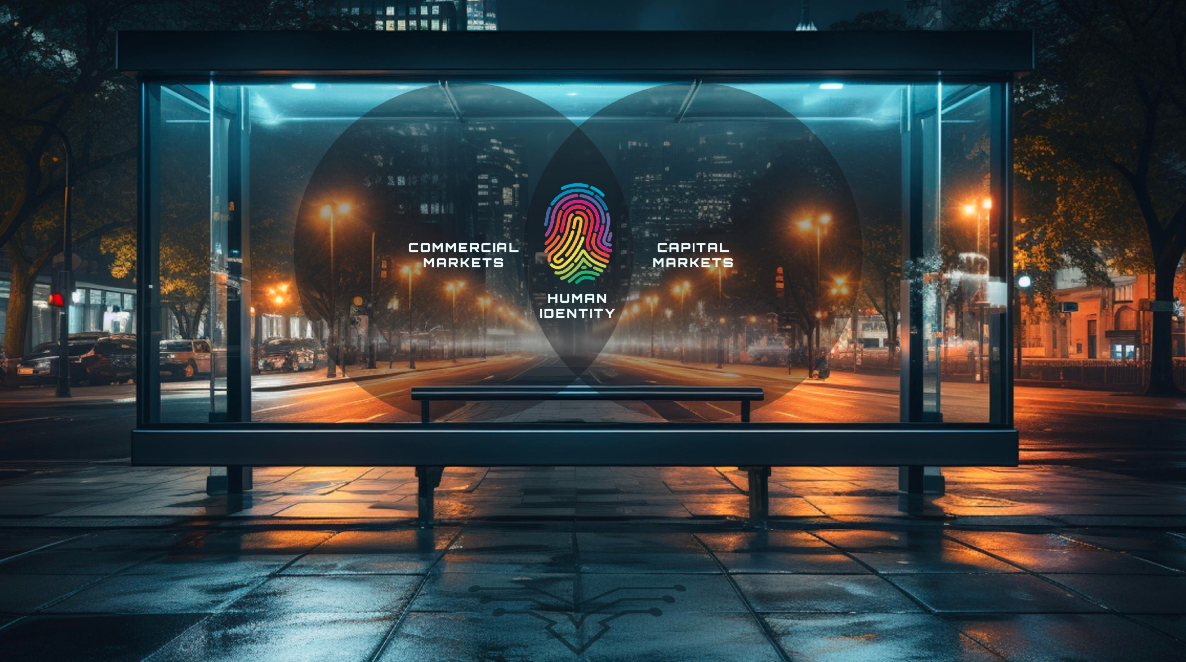 COMMERCIAL
MARKETS
CAPITAL
MARKETS
HUMAN
IDENTITY